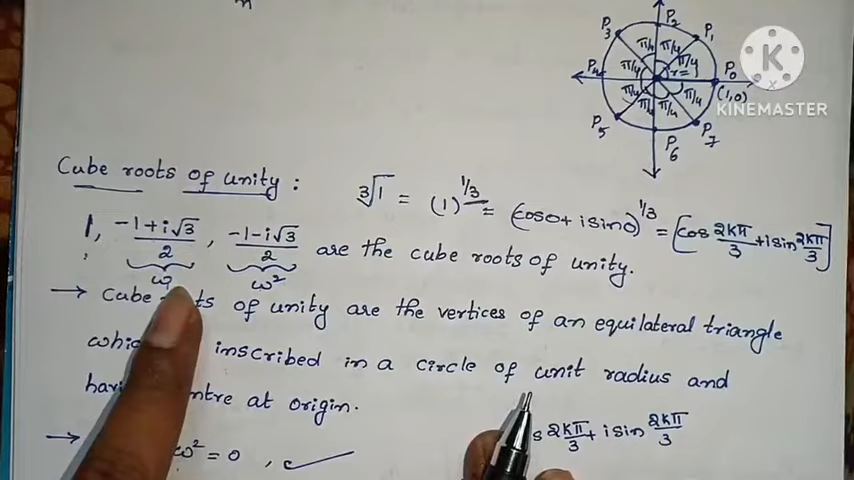 P₂
P₃ P₁
π/4 π/4
π/4 π/4
P₄ r=1 P₀
π/4 π/4 (1,0)
π/4 π/4
P₅ P₇
P₆
K
KINEMASTER
Cube roots of unity : ∛1 = (1)^1/3 = (cos0+isin0)^1/3 = [cos 2kπ/3 + isin 2kπ/3]
1, (-1+i√3)/2, (-1-i√3)/2 are the cube roots of unity.
ω ω²
→ Cube of unity are the vertices of an equilateral triangle
inscribed in a circle of unit radius and
at origin.
→ ω² = 0 , 2kπ/3 + isin 2kπ/3